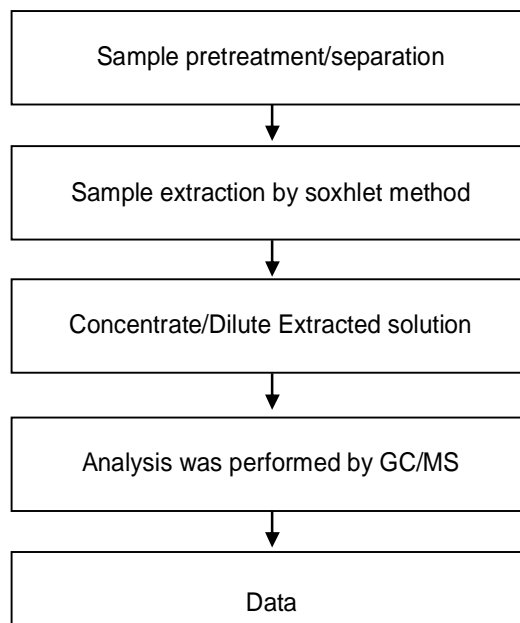 Sample pretreatment/separation
Sample extraction by soxhlet method
Concentrate/Dilute Extracted solution
Analysis was performed by GC/MS
Data